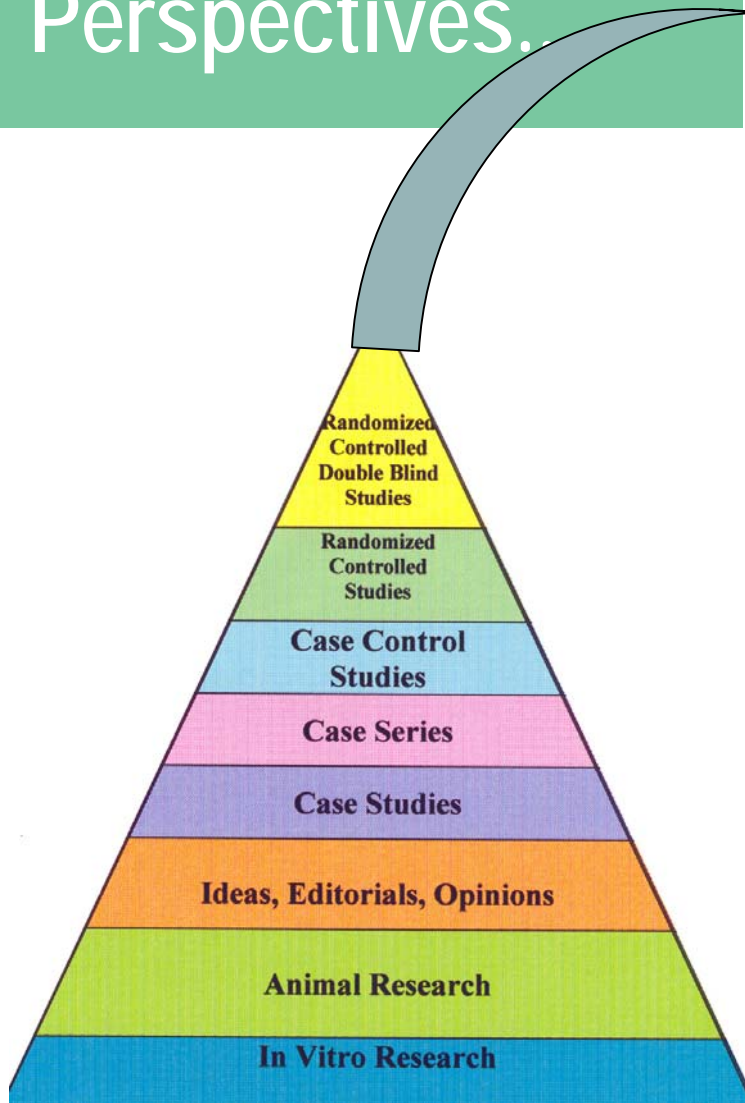 Perspectives..
Randomized
Controlled
Double Blind
Studies
Randomized
Controlled
Studies
Case Control
Studies
Case Series
Case Studies
Ideas, Editorials, Opinions
Animal Research
In Vitro Research